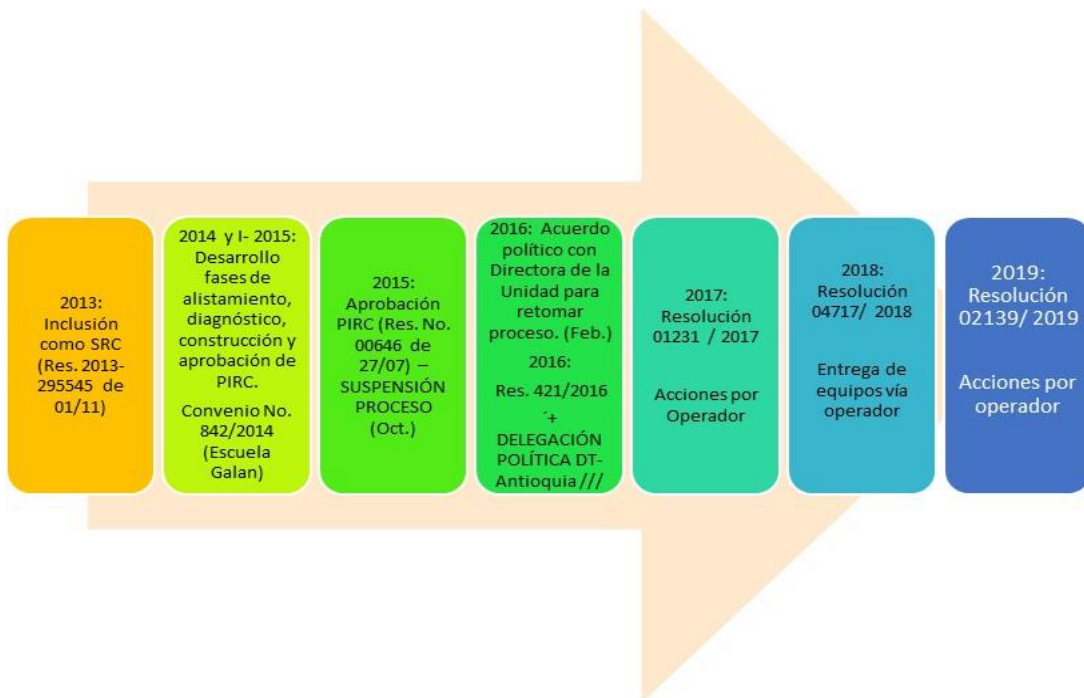 2013:
Inclusión
como SRC
(Res. 2013-
295545 de
01/11)
2014 y I- 2015:
Desarrollo
fases de
alistamiento,
diagnóstico,
construcción y
aprobación de
PIRC.
Convenio No.
842/2014
(Escuela
Galan)
2015:
Aprobación
PIRC (Res. No.
00646 de
27/07) –
SUSPENSIÓN
PROCESO
(Oct.)
2016: Acuerdo
político con
Directora de la
Unidad para
retomar
proceso. (Feb.)
2016:
Res. 421/2016
´+
DELEGACIÓN
POLÍTICA DT-
Antioquia ///
2017:
Resolución
01231 / 2017
Acciones por
Operador
2018:
Resolución
04717/ 2018
Entrega de
equipos vía
operador
2019:
Resolución
02139/ 2019
Acciones por
operador